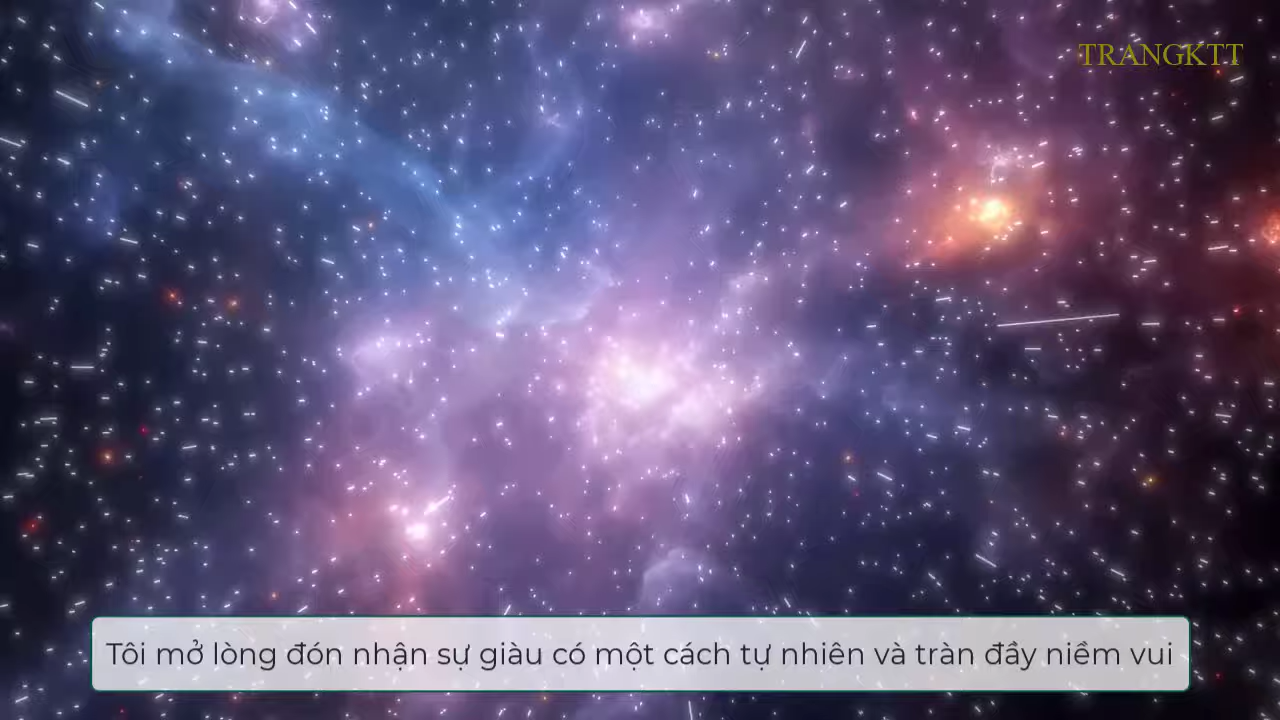 TRANGKTT
Tôi mở lòng đón nhận sự giàu có một cách tự nhiên và tràn đầy niềm vui